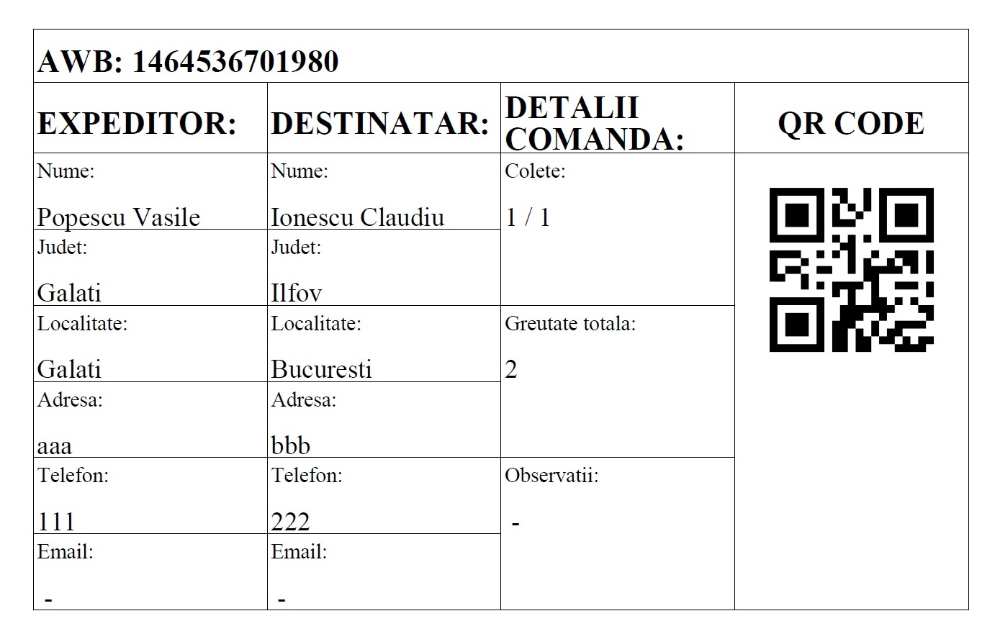 AWB: 1464536701980
EXPEDITOR:
DESTINATAR:
DETALII
COMANDA:
QR CODE
Nume:
Popescu Vasile
Nume:
Ionescu Claudiu
Colete:
1 / 1
Judet:
Galati
Judet:
Ilfov
Localitate:
Galati
Localitate:
Bucuresti
Greutate totala:
2
Adresa:
aaa
Adresa:
bbb
Telefon:
111
Telefon:
222
Observatii:
-
Email:
-
Email:
-